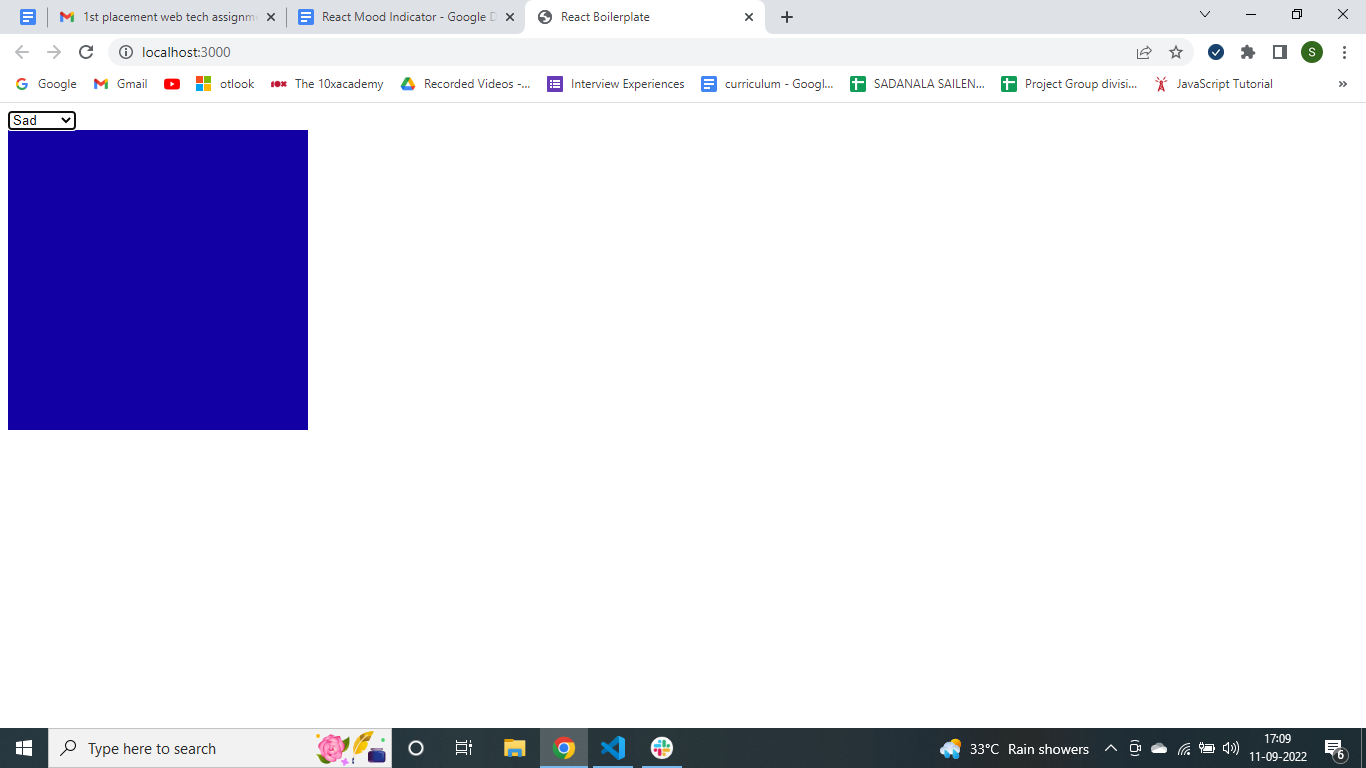 1st placement web tech assignm
React Mood Indicator - Google D
React Boilerplate
localhost:3000
S
Google
Gmail
otlook
The 10xacademy
Recorded Videos -...
Interview Experiences
curriculum - Googl...
SADANALA SAILEN...
Project Group divisi...
JavaScript Tutorial
»
Sad
Type here to search
33°C Rain showers
17:09
11-09-2022
6